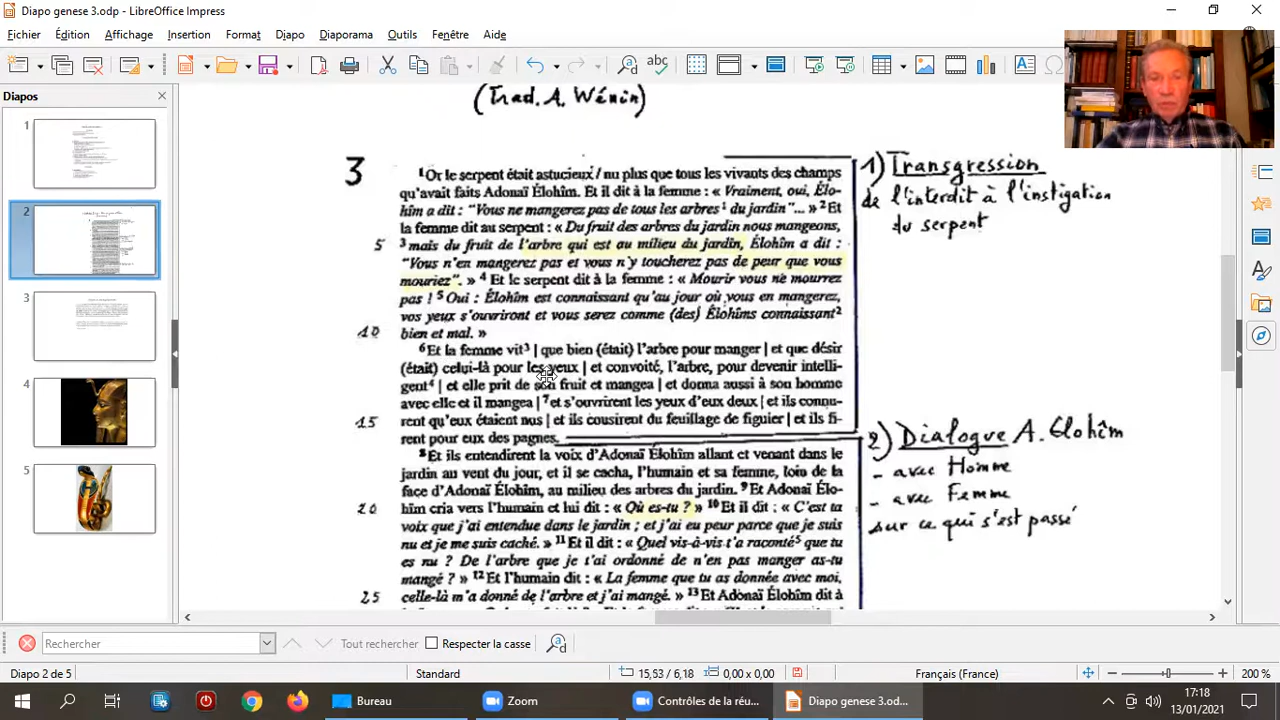 Diapo genese 3.odp - LibreOffice Impress
Fichier Édition Affichage Insertion Format Diapo Diaporama Outils Fenêtre Aide
Diapos
1
2
3
4
5
(Trad. A. Wénin)
3
1 Or le serpent était astucieux / nu plus que tous les vivants des champs
qu'avait faits Adonaï Élohîm. Et il dit à la femme : « Vraiment, oui, Élo-
hîm a dit : "Vous ne mangerez pas de tous les arbres1 du jardin"... » 2 Et
la femme dit au serpent : « Du fruit des arbres du jardin nous mangeons,
5 3 mais du fruit de l'arbre qui est au milieu du jardin, Élohîm a dit :
"Vous n'en mangerez pas et vous n'y toucherez pas de peur que vous
mouriez". » 4 Et le serpent dit à la femme : « Mourir vous ne mourrez
pas ! 5 Oui : Élohîm est connaissant qu'au jour où vous en mangerez,
vos yeux s'ouvriront et vous serez comme (des) Élohîms connaissant2
10 bien et mal. »
6 Et la femme vit3 | que bien (était) l'arbre pour manger | et que désir
(était) celui-là pour les yeux | et convoité, l'arbre, pour devenir intelli-
gent4 | et elle prit de son fruit et mangea | et donna aussi à son homme
avec elle et il mangea | 7 et s'ouvrirent les yeux d'eux deux | et ils connu-
15 rent qu'eux étaient nus | et ils cousirent du feuillage de figuier | et ils fi-
rent pour eux des pagnes.
8 Et ils entendirent la voix d'Adonaï Élohîm allant et venant dans le
jardin au vent du jour, et il se cacha, l'humain et sa femme, loin de la
face d'Adonaï Élohîm, au milieu des arbres du jardin. 9 Et Adonaï Élo-
20 hîm cria vers l'humain et lui dit : « Où es-tu ? » 10 Et il dit : « C'est ta
voix que j'ai entendue dans le jardin ; et j'ai eu peur parce que je suis
nu et je me suis caché. » 11 Et il dit : « Quel vis-à-vis t'a raconté5 que tu
es nu ? De l'arbre que je t'ai ordonné de n'en pas manger as-tu
mangé ? » 12 Et l'humain dit : « La femme que tu as donnée avec moi,
25 celle-là m'a donné de l'arbre et j'ai mangé. » 13 Et Adonaï Élohîm dit à
1) Transgression
de l'interdit à l'instigation
du serpent
2) Dialogue A. Elohîm
- avec Homme
- avec Femme
sur ce qui s'est passé
Rechercher Tout rechercher Respecter la casse
Diapo 2 de 5 Standard 15,53 / 6,18 0,00 x 0,00 Français (France) 200 %
Bureau Zoom Contrôles de la réu... Diapo genese 3.odp...
17:18
13/01/2021